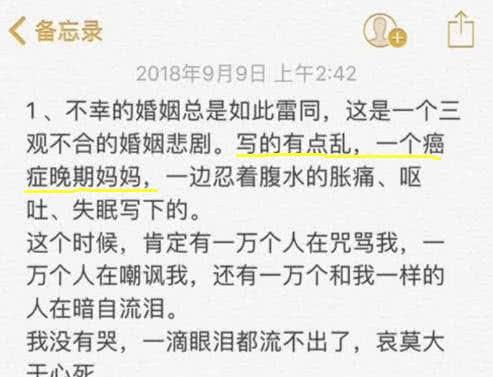 备忘录
2018年9月9日 上午2:42
1、不幸的婚姻总是如此雷同，这是一个三
观不合的婚姻悲剧。写的有点乱，一个癌
症晚期妈妈，一边忍着腹水的胀痛、呕
吐、失眠写下的。
这个时候，肯定有一万个人在咒骂我，一
万个人在嘲讽我，还有一万个和我一样的
人在暗自流泪。
我没有哭，一滴眼泪都流不出了，哀莫大
于心死